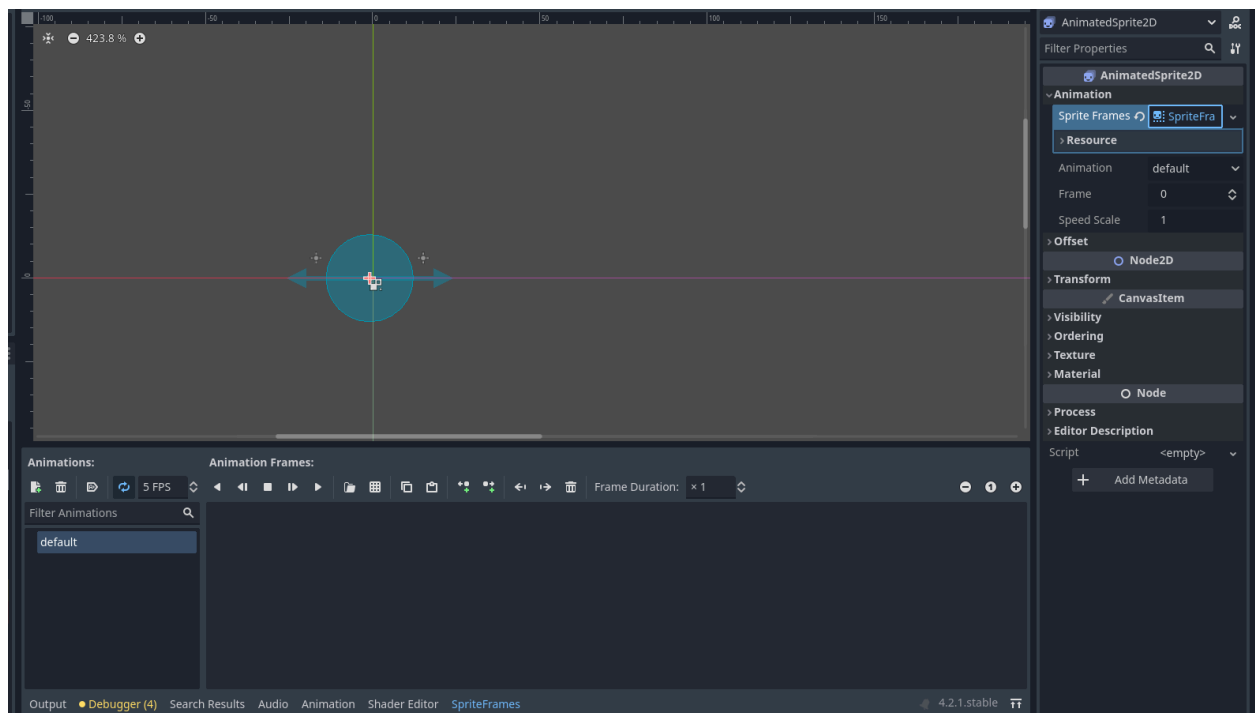 -100
-50
0
50
100
150
-50
0
423.8 %
AnimatedSprite2D
Filter Properties
AnimatedSprite2D
Animation
Sprite Frames
SpriteFra
Resource
Animation
default
Frame
0
Speed Scale
1
Offset
Node2D
Transform
CanvasItem
Visibility
Ordering
Texture
Material
Node
Process
Editor Description
Script
<empty>
Add Metadata
Animations:
Animation Frames:
5 FPS
Frame Duration:
× 1
Filter Animations
default
Output
Debugger (4)
Search Results
Audio
Animation
Shader Editor
SpriteFrames
4.2.1.stable